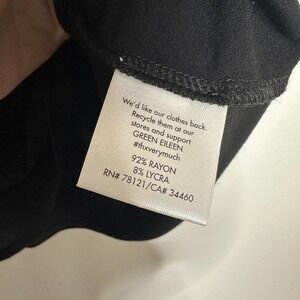 We'd like our clothes back.
Recycle them at our
stores and support
GREEN EILEEN.
#thxverymuch
92% RAYON
8% LYCRA
RN# 78121/CA# 34460